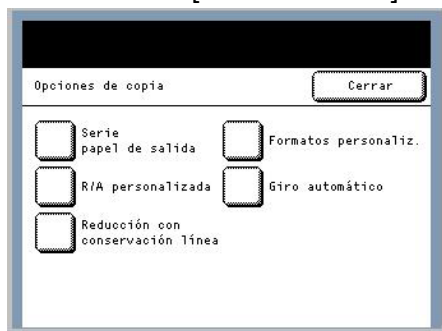 Opciones de copia
Cerrar
Serie
papel de salida
Formatos personaliz.
R/A personalizada
Giro automático
Reducción con
conservación línea